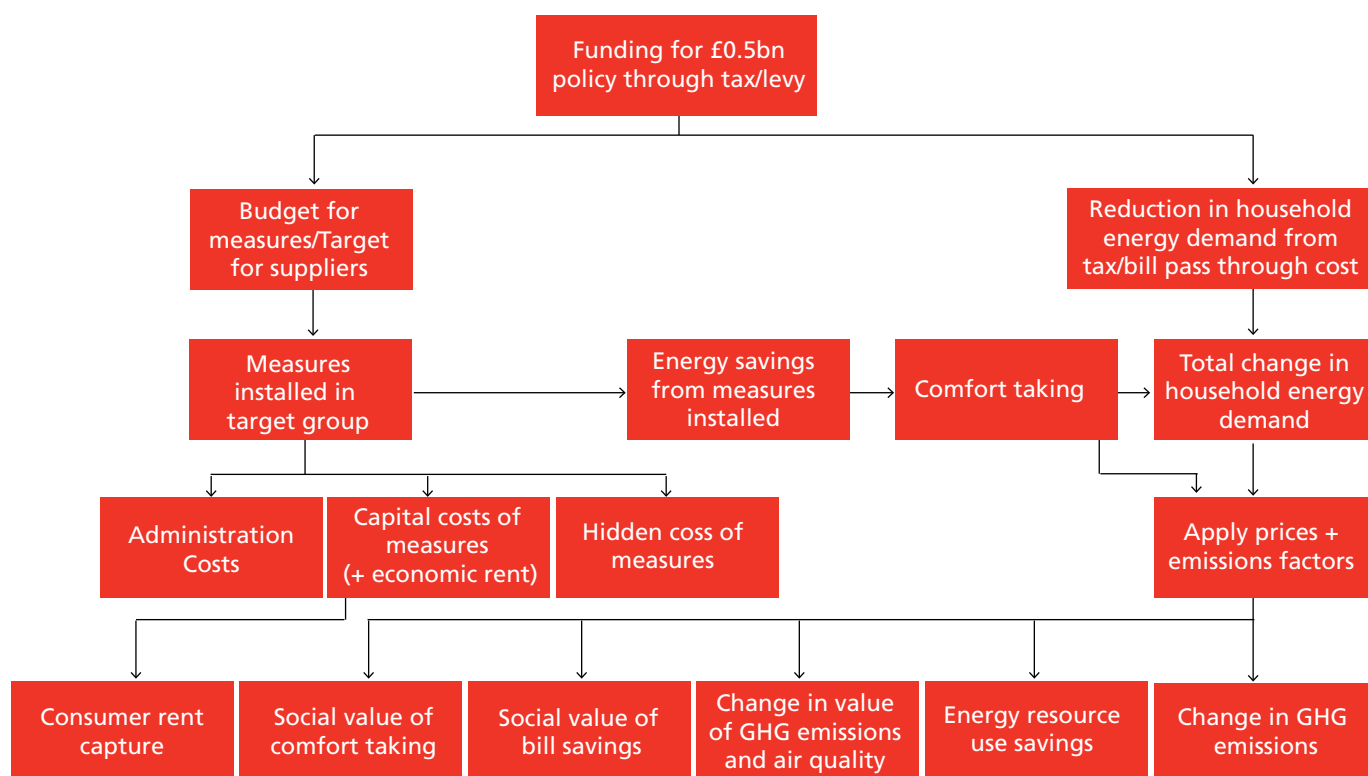 Funding for £0.5bn
policy through tax/levy
Budget for
measures/Target
for suppliers
Reduction in household
energy demand from
tax/bill pass through cost
Measures
installed in
target group
Energy savings
from measures
installed
Comfort taking
Total change in
household energy
demand
Administration
Costs
Capital costs of
measures
(+ economic rent)
Hidden coss of
measures
Apply prices +
emissions factors
Consumer rent
capture
Social value of
comfort taking
Social value of
bill savings
Change in value
of GHG emissions
and air quality
Energy resource
use savings
Change in GHG
emissions